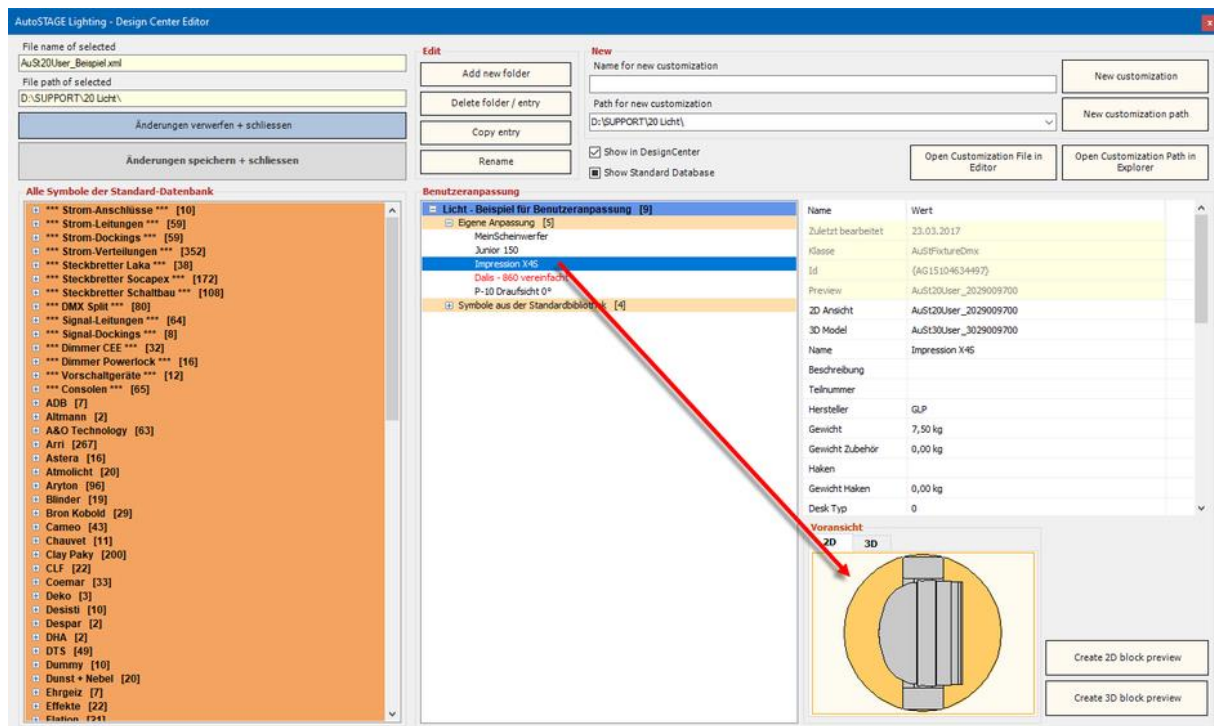 AutoSTAGE Lighting - Design Center Editor
x
File name of selected
AuSt20User_Beispiel.xml
File path of selected
D:\SUPPORT\20 Licht\
Änderungen verwerfen + schliessen
Änderungen speichern + schliessen
Edit
Add new folder
Delete folder / entry
Copy entry
Rename
New
Name for new customization
New customization
Path for new customization
D:\SUPPORT\20 Licht\
New customization path
Show in DesignCenter
Show Standard Database
Open Customization File in
Editor
Open Customization Path in
Explorer
Alle Symbole der Standard-Datenbank
*** Strom-Anschlüsse *** [10]
*** Strom-Leitungen *** [59]
*** Strom-Dockings *** [59]
*** Strom-Verteilungen *** [352]
*** Steckbretter Laka *** [38]
*** Steckbretter Socapex *** [172]
*** Steckbretter Schaltbau *** [108]
*** DMX Split *** [80]
*** Signal-Leitungen *** [64]
*** Signal-Dockings *** [8]
*** Dimmer CEE *** [32]
*** Dimmer Powerlock *** [16]
*** Vorschaltgeräte *** [12]
*** Consolen *** [65]
ADB [7]
Altmann [2]
A&O Technology [63]
Arri [267]
Astera [16]
Atmolicht [20]
Aryton [96]
Blinder [19]
Bron Kobold [29]
Cameo [43]
Chauvet [11]
Clay Paky [200]
CLF [22]
Coemar [33]
Deko [3]
Desisti [10]
Despar [2]
DHA [2]
DTS [49]
Dummy [10]
Dunst + Nebel [20]
Ehrgeiz [7]
Effekte [22]
Elation [21]
Benutzeranpassung
Licht - Beispiel für Benutzeranpassung [9]
Eigene Anpassung [5]
MeinScheinwerfer
Junior 150
Impression X4S
Dalis - 860 vereinfacht
P-10 Draufsicht 0°
Symbole aus der Standardbibliothek [4]
Name Wert
Zuletzt bearbeitet 23.03.2017
Klasse AuStFixtureDmx
Id {AG15104634497}
Preview AuSt20User_2029009700
2D Ansicht AuSt20User_2029009700
3D Model AuSt30User_3029009700
Name Impression X4S
Beschreibung
Teilnummer
Hersteller GLP
Gewicht 7,50 kg
Gewicht Zubehör 0,00 kg
Haken
Gewicht Haken 0,00 kg
Desk Typ 0
Voransicht
2D 3D
Create 2D block preview
Create 3D block preview